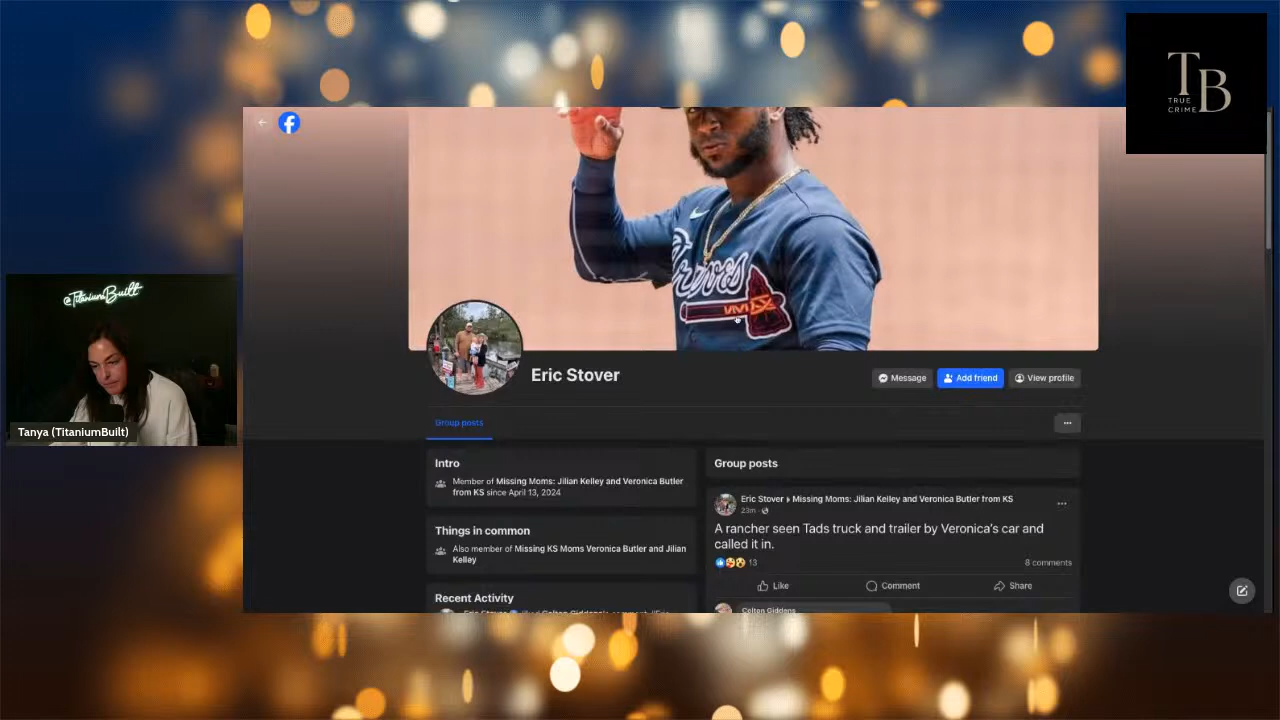 TB
TRUE
CRIME
@TitaniumBuilt
Tanya (TitaniumBuilt)
Braves
Eric Stover
Message
Add friend
View profile
Group posts
Intro
Member of Missing Moms: Jilian Kelley and Veronica Butler
from KS since April 13, 2024
Things in common
Also member of Missing KS Moms Veronica Butler and Jilian
Kelley
Recent Activity
Group posts
Eric Stover ▸ Missing Moms: Jilian Kelley and Veronica Butler from KS
23m ·
A rancher seen Tads truck and trailer by Veronica's car and
called it in.
13
8 comments
Like
Comment
Share
Colton Giddens